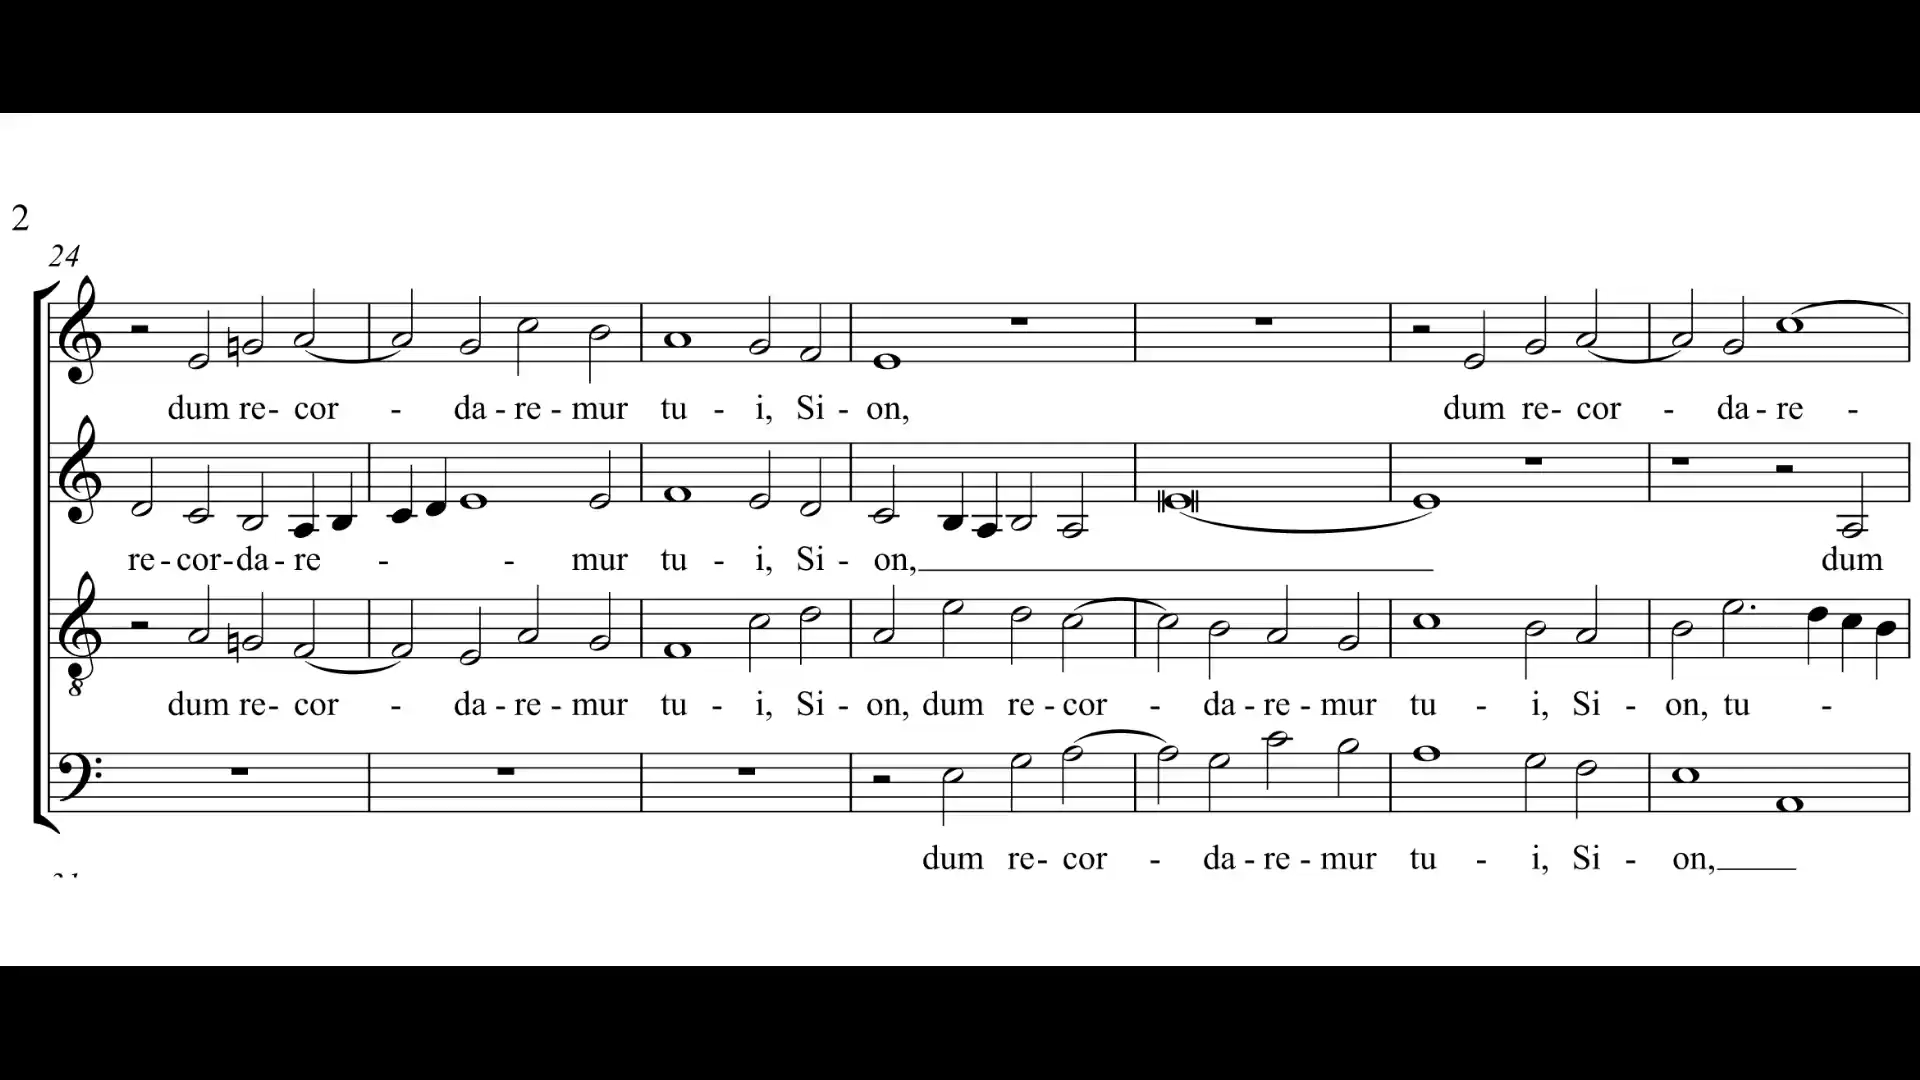 2
24
dum re- cor - da - re - mur tu - i, Si - on, dum re- cor - da - re -
re - cor - da - re - - mur tu - i, Si - on, dum
8
dum re- cor - da - re - mur tu - i, Si - on, dum re - cor - da - re - mur tu - i, Si - on, tu -
dum re- cor - da - re - mur tu - i, Si - on,